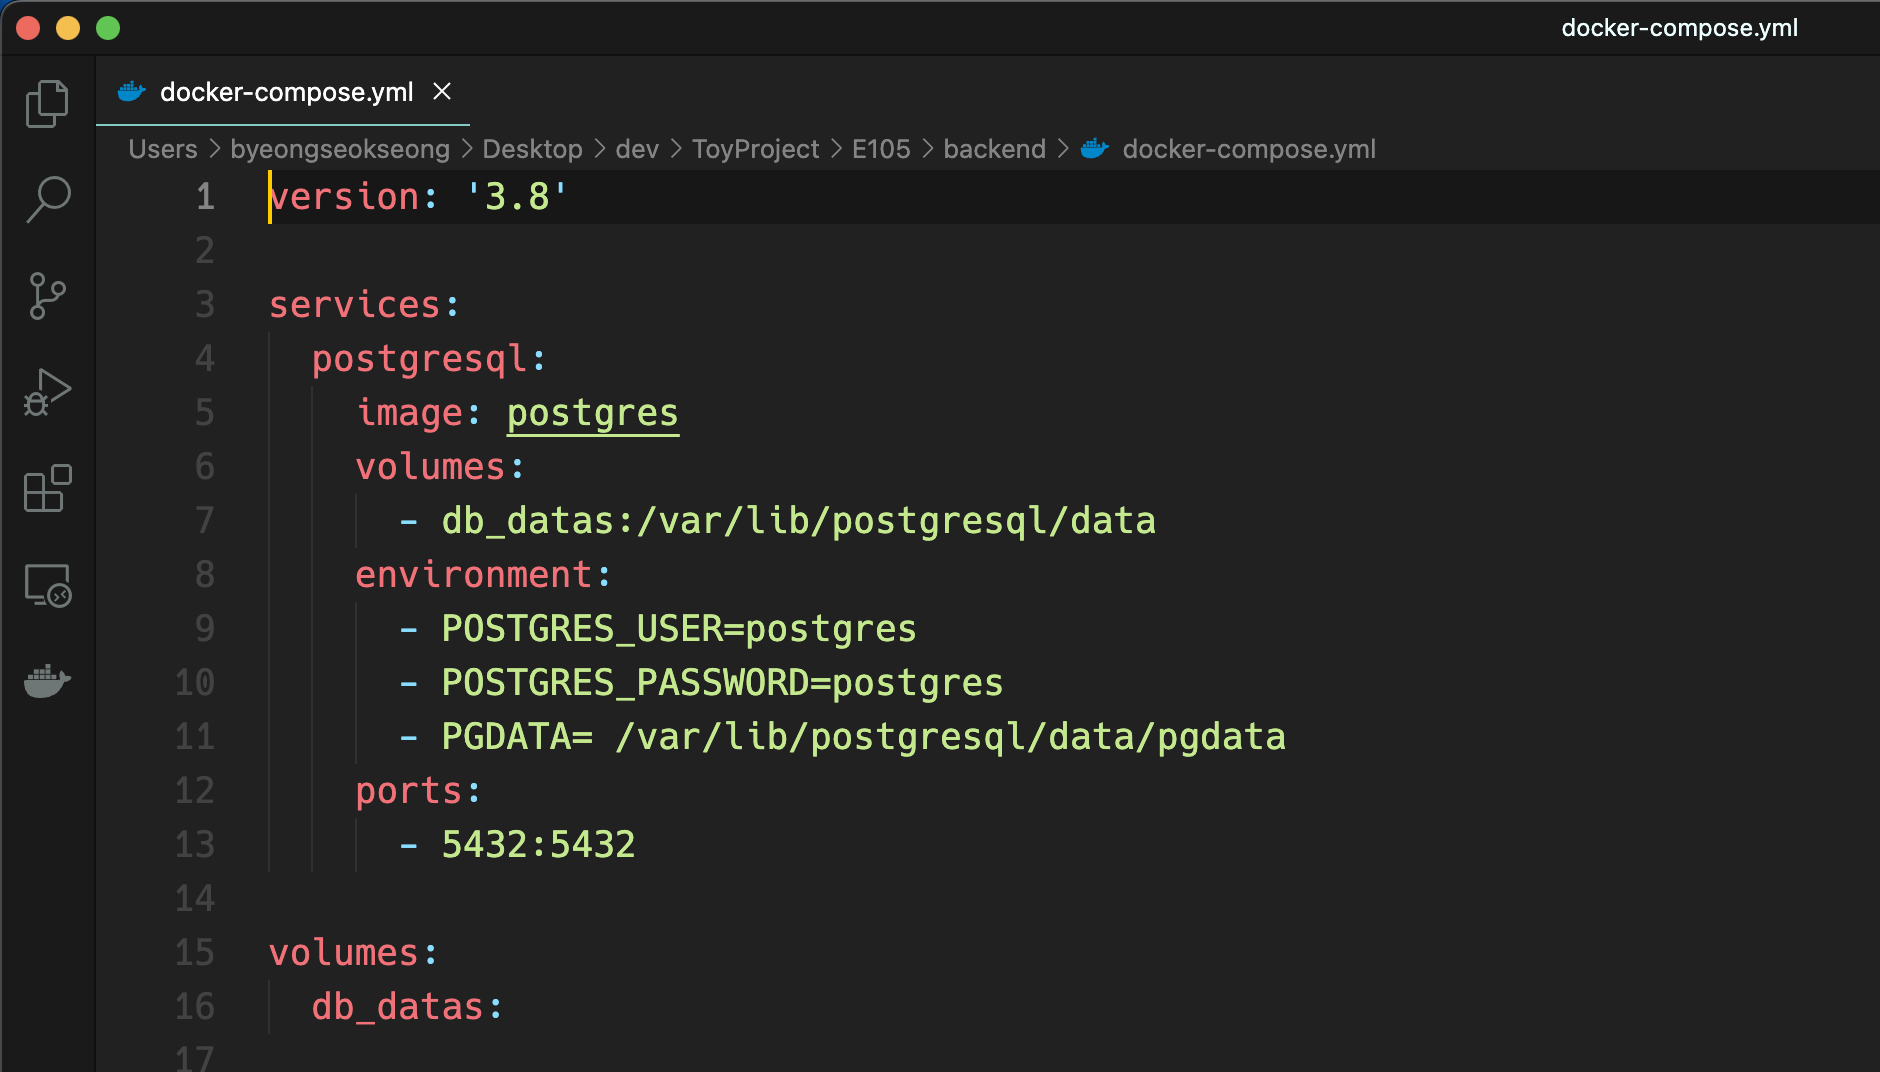 docker-compose.yml
docker-compose.yml
Users > byeongseokseong > Desktop > dev > ToyProject > E105 > backend > docker-compose.yml
1 version: '3.8'
2
3 services:
4   postgresql:
5     image: postgres
6     volumes:
7       - db_datas:/var/lib/postgresql/data
8     environment:
9       - POSTGRES_USER=postgres
10       - POSTGRES_PASSWORD=postgres
11       - PGDATA= /var/lib/postgresql/data/pgdata
12     ports:
13       - 5432:5432
14
15 volumes:
16   db_datas:
17